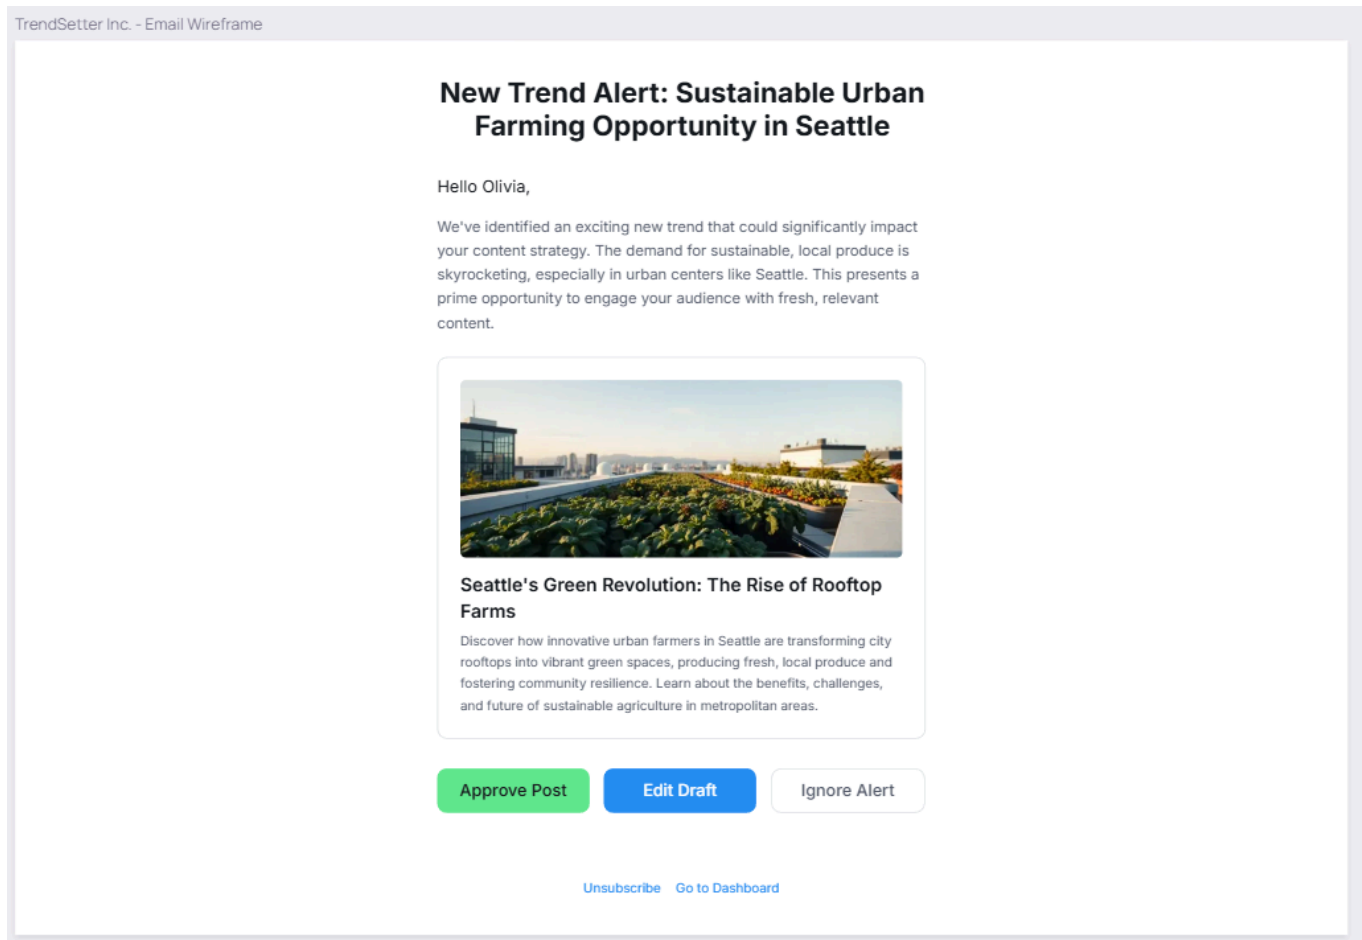 TrendSetter Inc. - Email Wireframe
New Trend Alert: Sustainable Urban
Farming Opportunity in Seattle
Hello Olivia,
We've identified an exciting new trend that could significantly impact
your content strategy. The demand for sustainable, local produce is
skyrocketing, especially in urban centers like Seattle. This presents a
prime opportunity to engage your audience with fresh, relevant
content.
Seattle's Green Revolution: The Rise of Rooftop
Farms
Discover how innovative urban farmers in Seattle are transforming city
rooftops into vibrant green spaces, producing fresh, local produce and
fostering community resilience. Learn about the benefits, challenges,
and future of sustainable agriculture in metropolitan areas.
Approve Post
Edit Draft
Ignore Alert
Unsubscribe Go to Dashboard